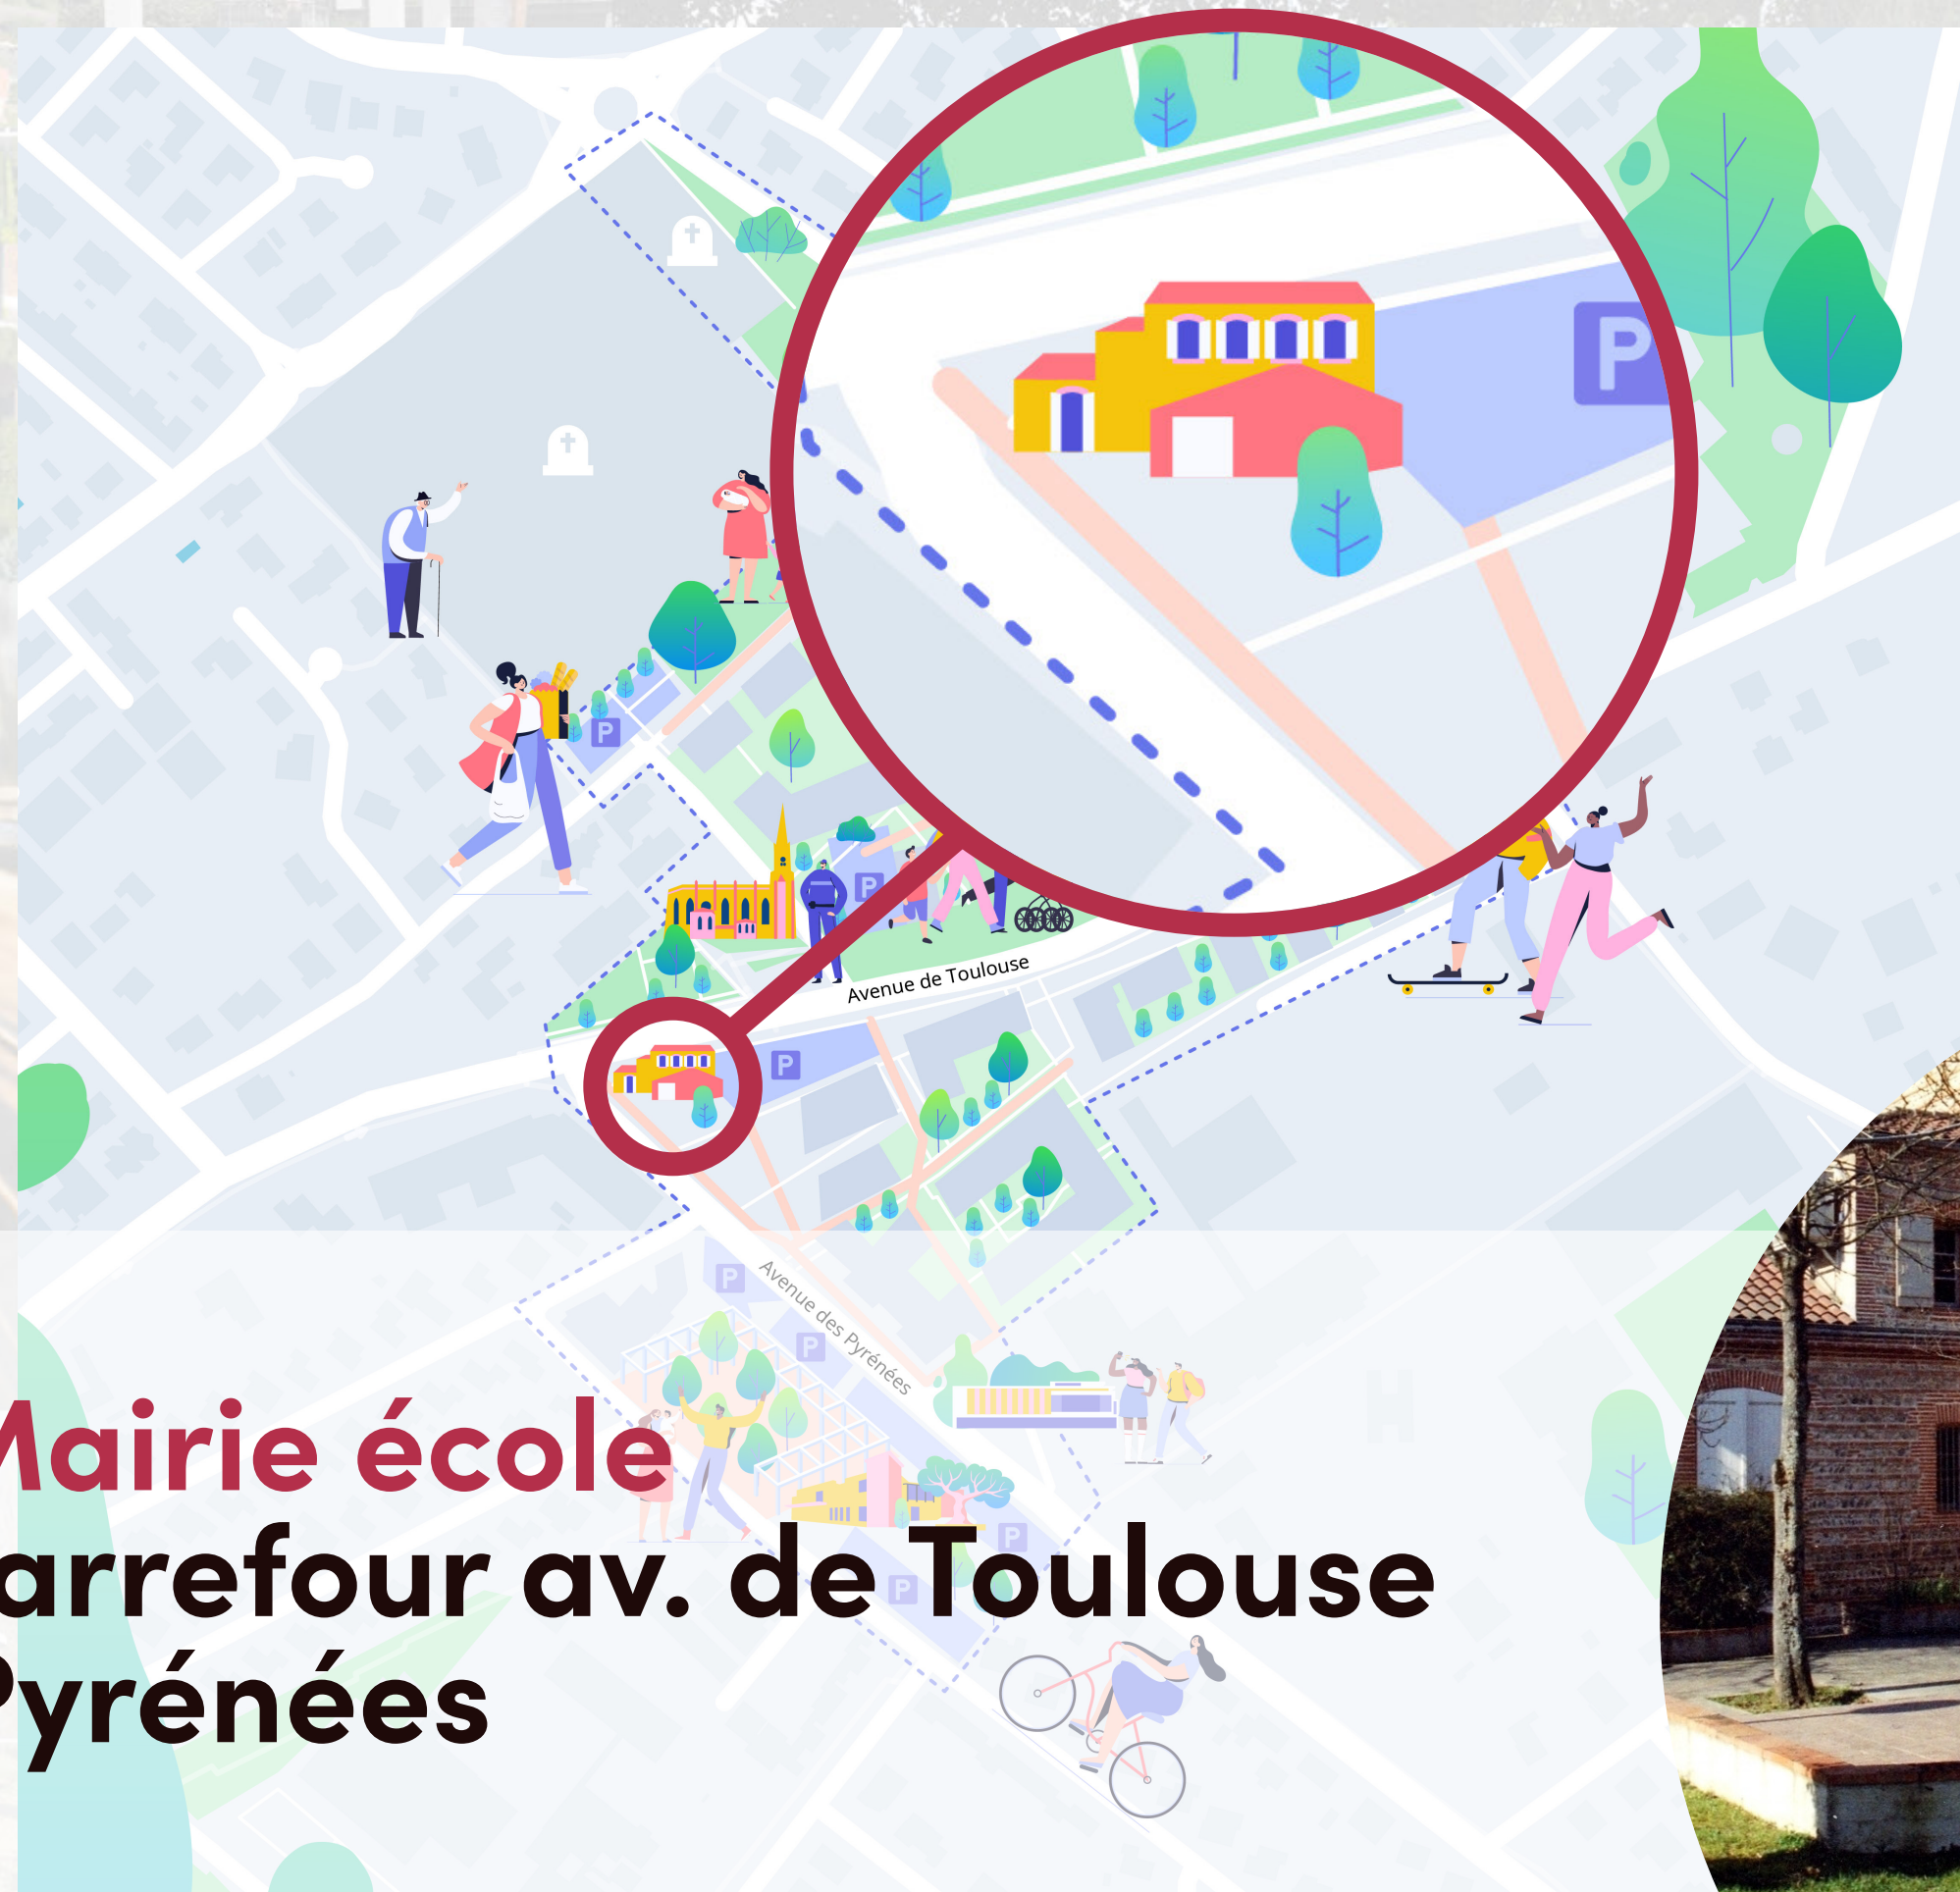 P
P
P
Avenue de Toulouse
P
P
Avenue des Pyrénées
P
Mairie école
arrefour av. de Toulouse
Pyrénées
P
P